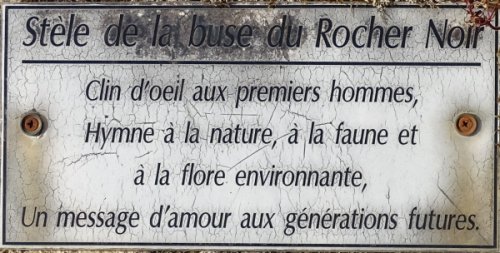 Stèle de la buse du Rocher Noir
Clin d'oeil aux premiers hommes,
Hymne à la nature, à la faune et
à la flore environnante,
Un message d'amour aux générations futures.